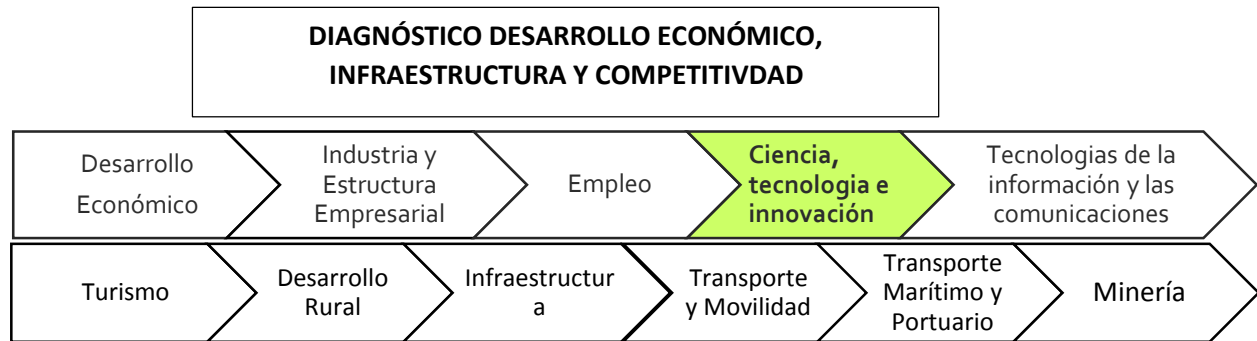 DIAGNÓSTICO DESARROLLO ECONÓMICO,
INFRAESTRUCTURA Y COMPETITIVDAD
Desarrollo
Económico
Industria y
Estructura
Empresarial
Empleo
Ciencia,
tecnologia e
innovación
Tecnologias de la
información y las
comunicaciones
Turismo
Desarrollo
Rural
Infraestructur
a
Transporte
y Movilidad
Transporte
Marítimo y
Portuario
Minería